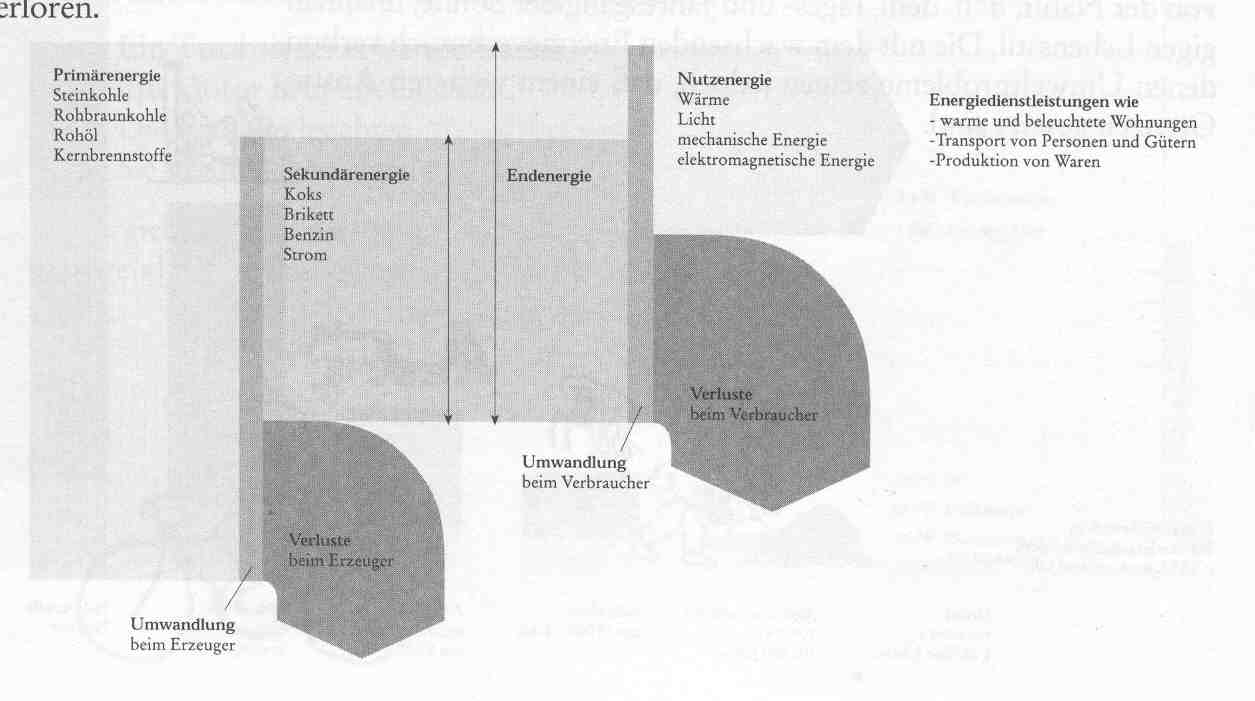 erloren.
Primärenergie
Steinkohle
Rohbraunkohle
Rohöl
Kernbrennstoffe
Sekundärenergie
Koks
Brikett
Benzin
Strom
Endenergie
Nutzenergie
Wärme
Licht
mechanische Energie
elektromagnetische Energie
Energiedienstleistungen wie
- warme und beleuchtete Wohnungen
-Transport von Personen und Gütern
-Produktion von Waren
Verluste
beim Verbraucher
Umwandlung
beim Verbraucher
Verluste
beim Erzeuger
Umwandlung
beim Erzeuger